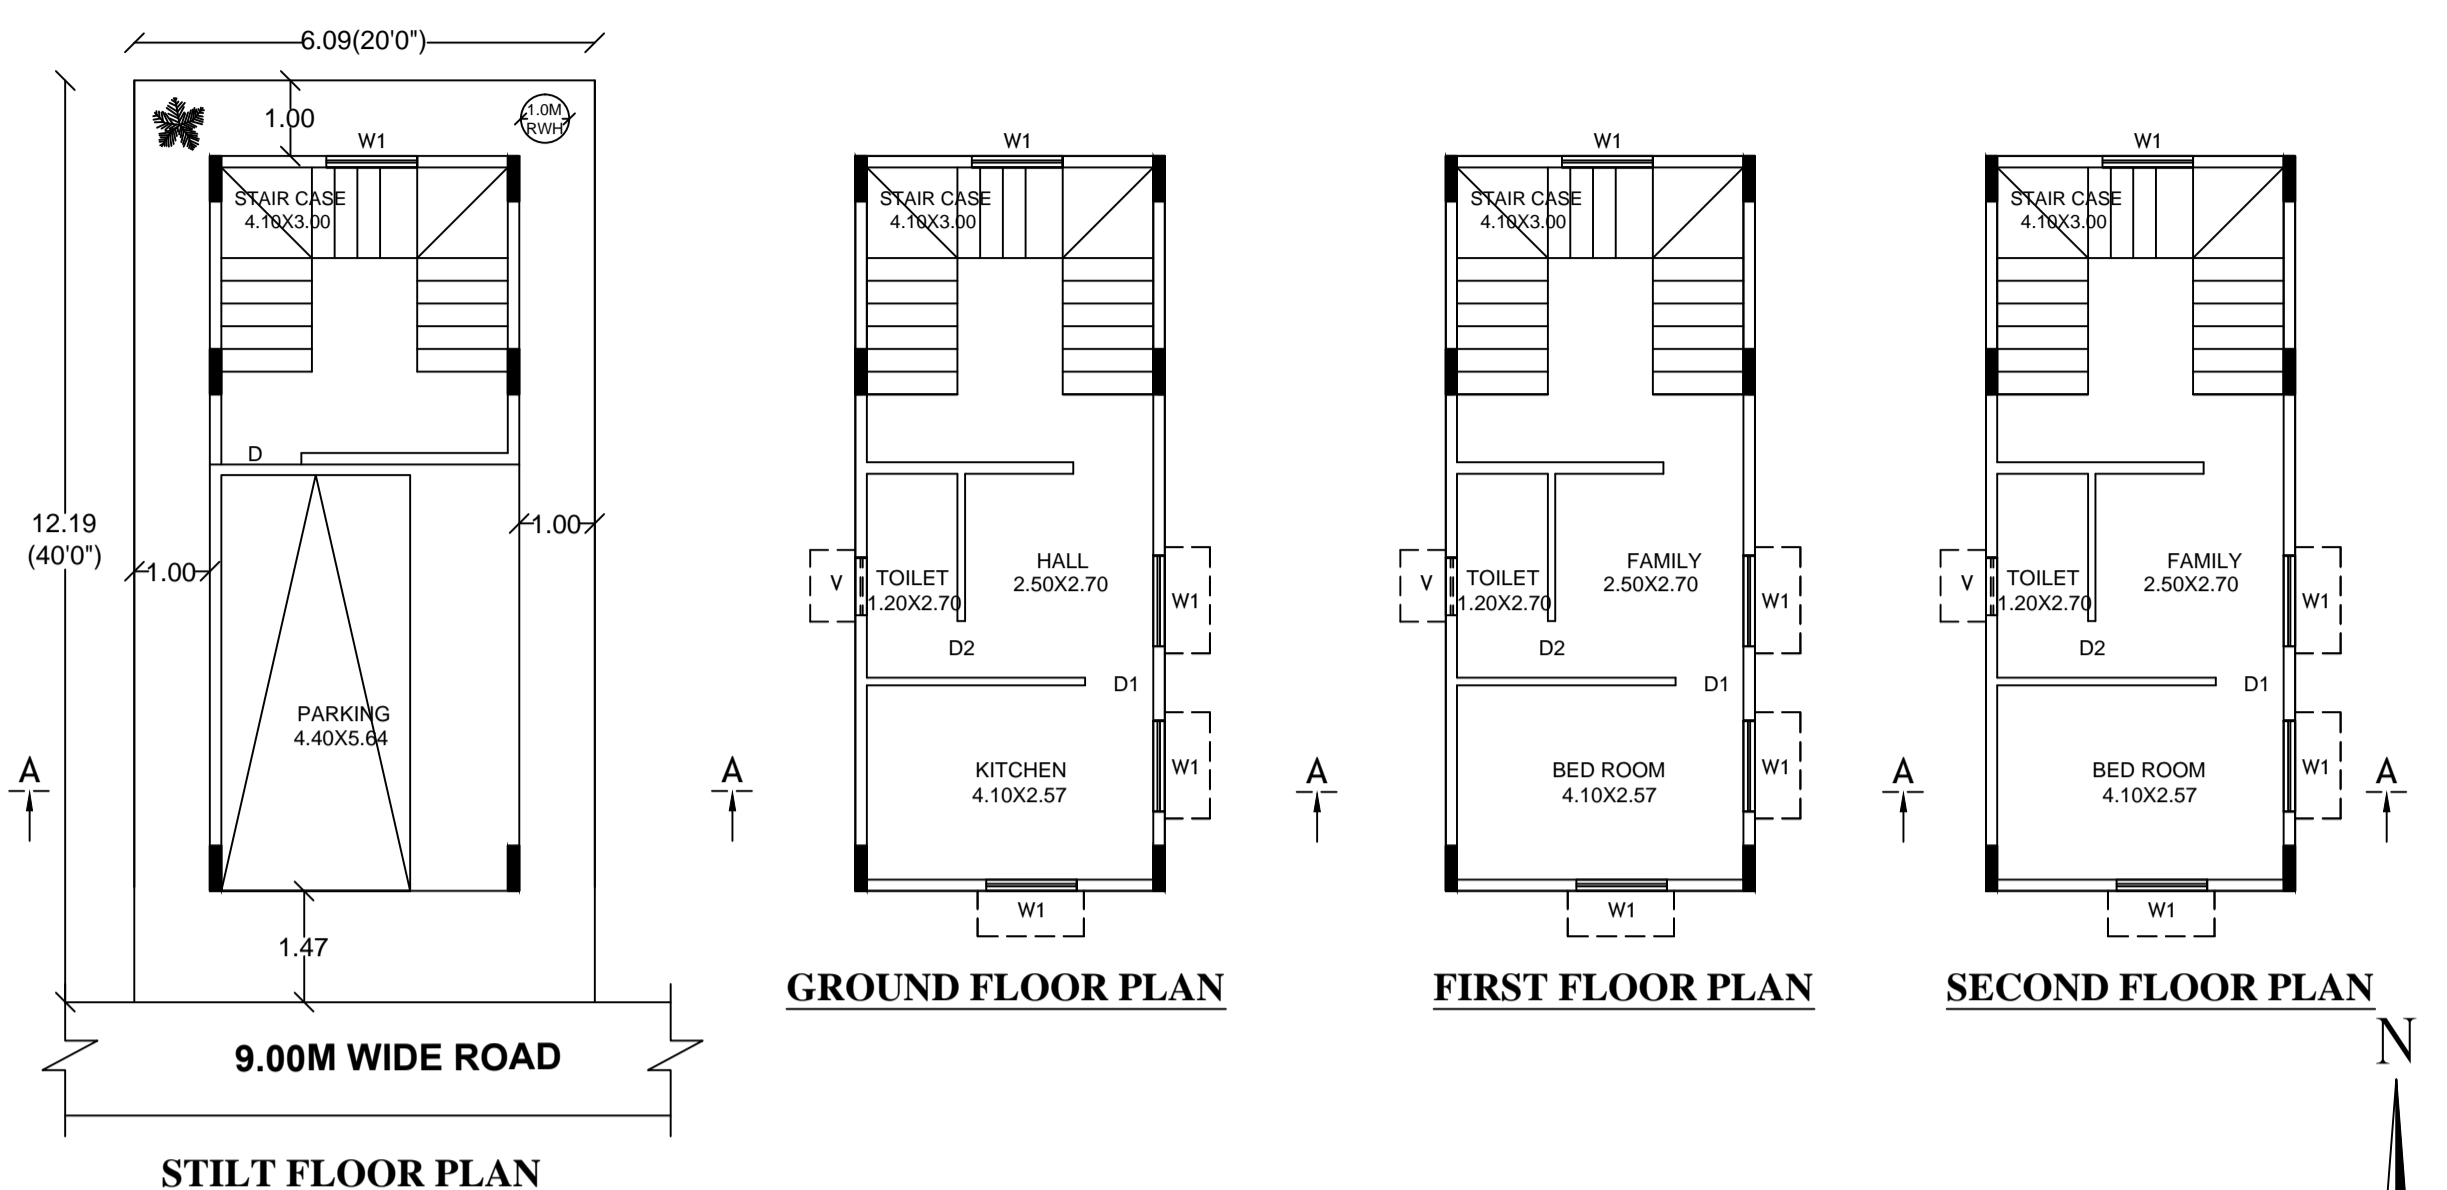 6.09(20'0")
1.00
1.0M
RWH
W1
STAIR CASE
4.10X3.00
D
12.19
(40'0")
1.00
1.00
PARKING
4.40X5.64
A
1.47
9.00M WIDE ROAD
STILT FLOOR PLAN
W1
STAIR CASE
4.10X3.00
V
TOILET
1.20X2.70
HALL
2.50X2.70
W1
D2
D1
KITCHEN
4.10X2.57
W1
A
W1
GROUND FLOOR PLAN
W1
STAIR CASE
4.10X3.00
V
TOILET
1.20X2.70
FAMILY
2.50X2.70
W1
D2
D1
BED ROOM
4.10X2.57
W1
A
W1
FIRST FLOOR PLAN
W1
STAIR CASE
4.10X3.00
V
TOILET
1.20X2.70
FAMILY
2.50X2.70
W1
D2
D1
BED ROOM
4.10X2.57
W1
A
A
W1
SECOND FLOOR PLAN
N